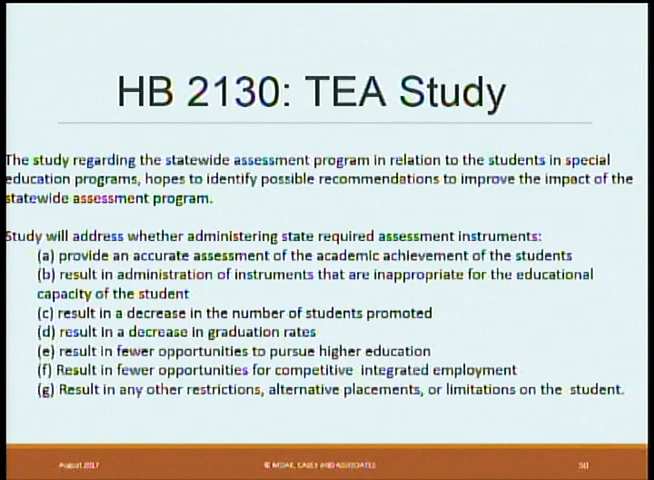 HB 2130: TEA Study
The study regarding the statewide assessment program in relation to the students in special
education programs, hopes to identify possible recommendations to improve the impact of the
statewide assessment program.
Study will address whether administering state required assessment instruments:
(a) provide an accurate assessment of the academic achievement of the students
(b) result in administration of instruments that are inappropriate for the educational
capacity of the student
(c) result in a decrease in the number of students promoted
(d) result in a decrease in graduation rates
(e) result in fewer opportunities to pursue higher education
(f) Result in fewer opportunities for competitive integrated employment
(g) Result in any other restrictions, alternative placements, or limitations on the student.
August 2017
AND ASSOCIATES
50